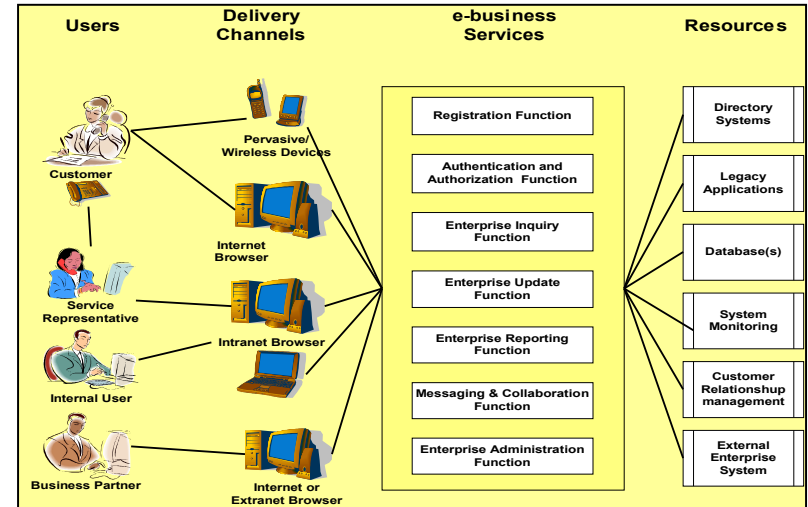 Users
Delivery
Channels
e-business
Services
Resources
Customer
Service
Representative
Internal User
Business Partner
Pervasive/
Wireless Devices
Internet
Browser
Intranet Browser
Internet or
Extranet Browser
Registration Function
Authentication and
Authorization Function
Enterprise Inquiry
Function
Enterprise Update
Function
Enterprise Reporting
Function
Messaging & Collaboration
Function
Enterprise Administration
Function
Directory
Systems
Legacy
Applications
Database(s)
System
Monitoring
Customer
Relationshup
management
External
Enterprise
System